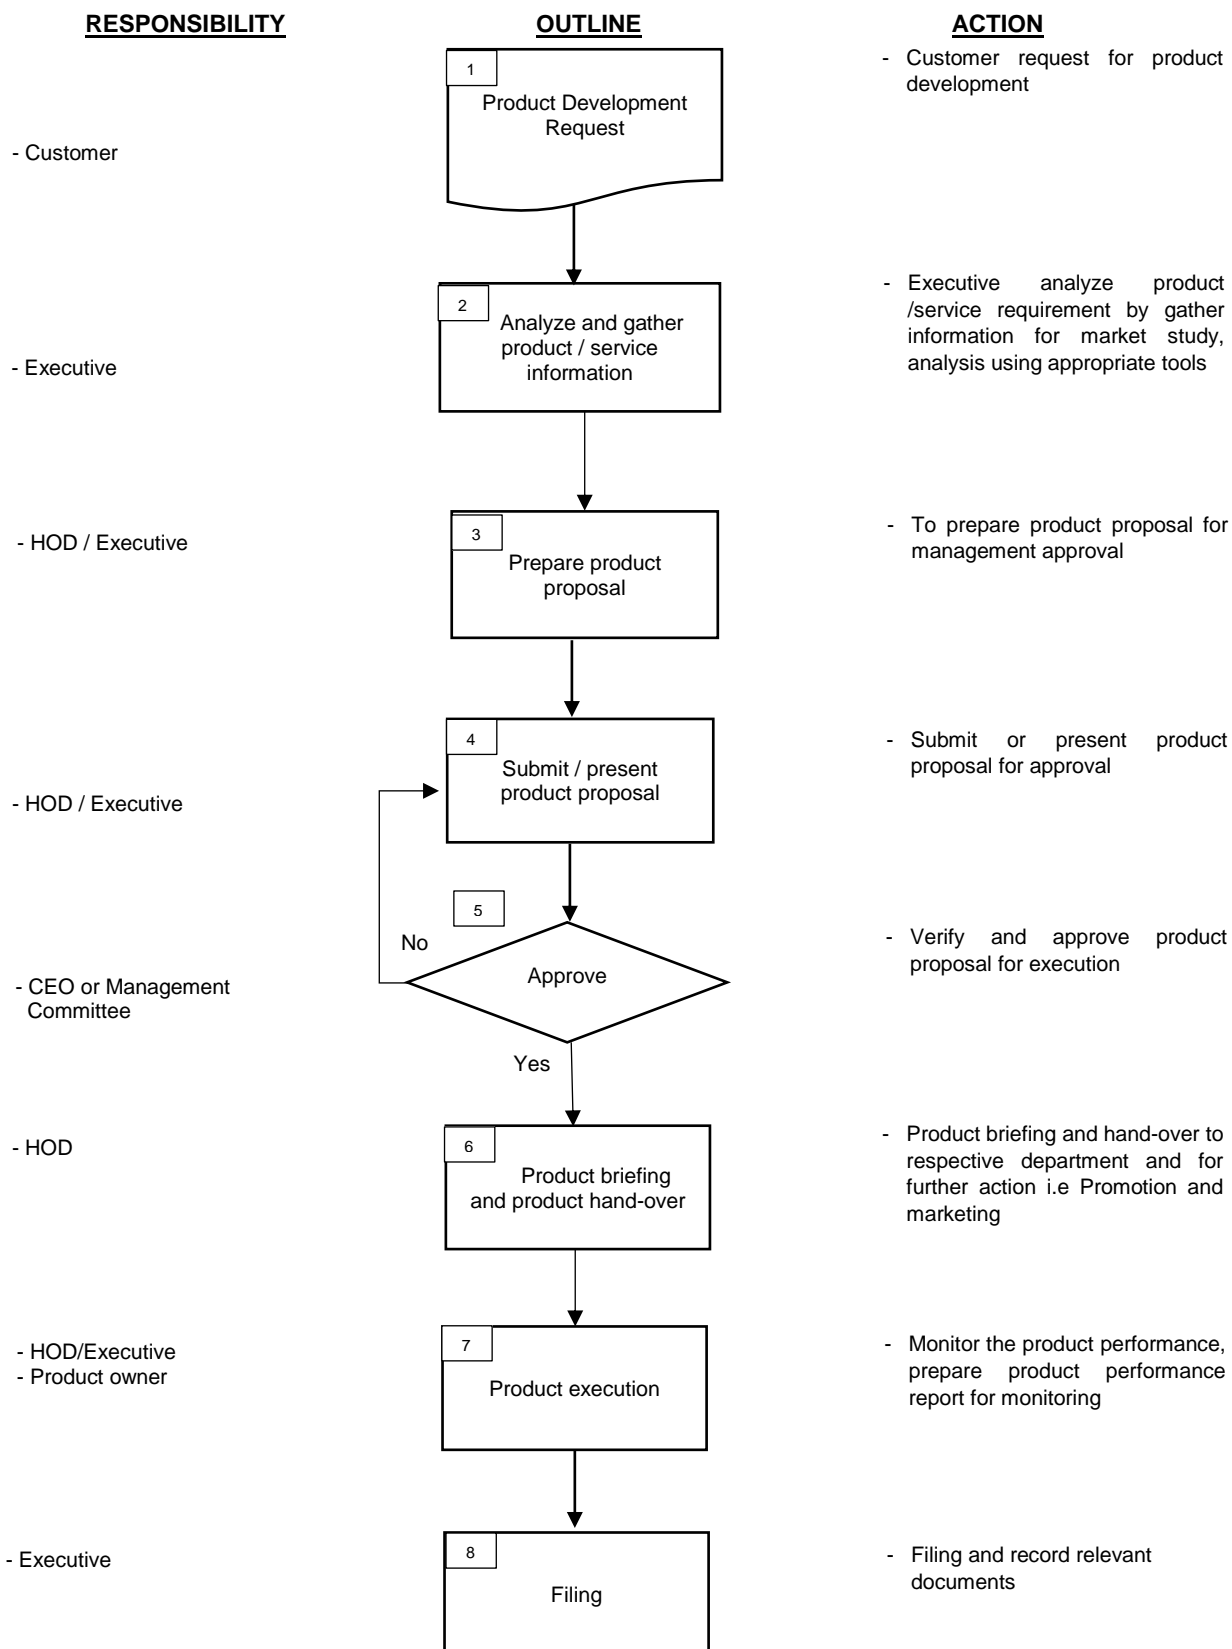 RESPONSIBILITY
OUTLINE
ACTION
1
Product Development
Request
- Customer
- Customer request for product
development
2
Analyze and gather
product / service
information
- Executive
- Executive analyze product
/service requirement by gather
information for market study,
analysis using appropriate tools
- HOD / Executive
3
Prepare product
proposal
- To prepare product proposal for
management approval
- HOD / Executive
4
Submit / present
product proposal
- Submit or present product
proposal for approval
- CEO or Management
Committee
5
No
Approve
Yes
- Verify and approve product
proposal for execution
- HOD
6
Product briefing
and product hand-over
- Product briefing and hand-over to
respective department and for
further action i.e Promotion and
marketing
- HOD/Executive
- Product owner
7
Product execution
- Monitor the product performance,
prepare product performance
report for monitoring
- Executive
8
Filing
- Filing and record relevant
documents